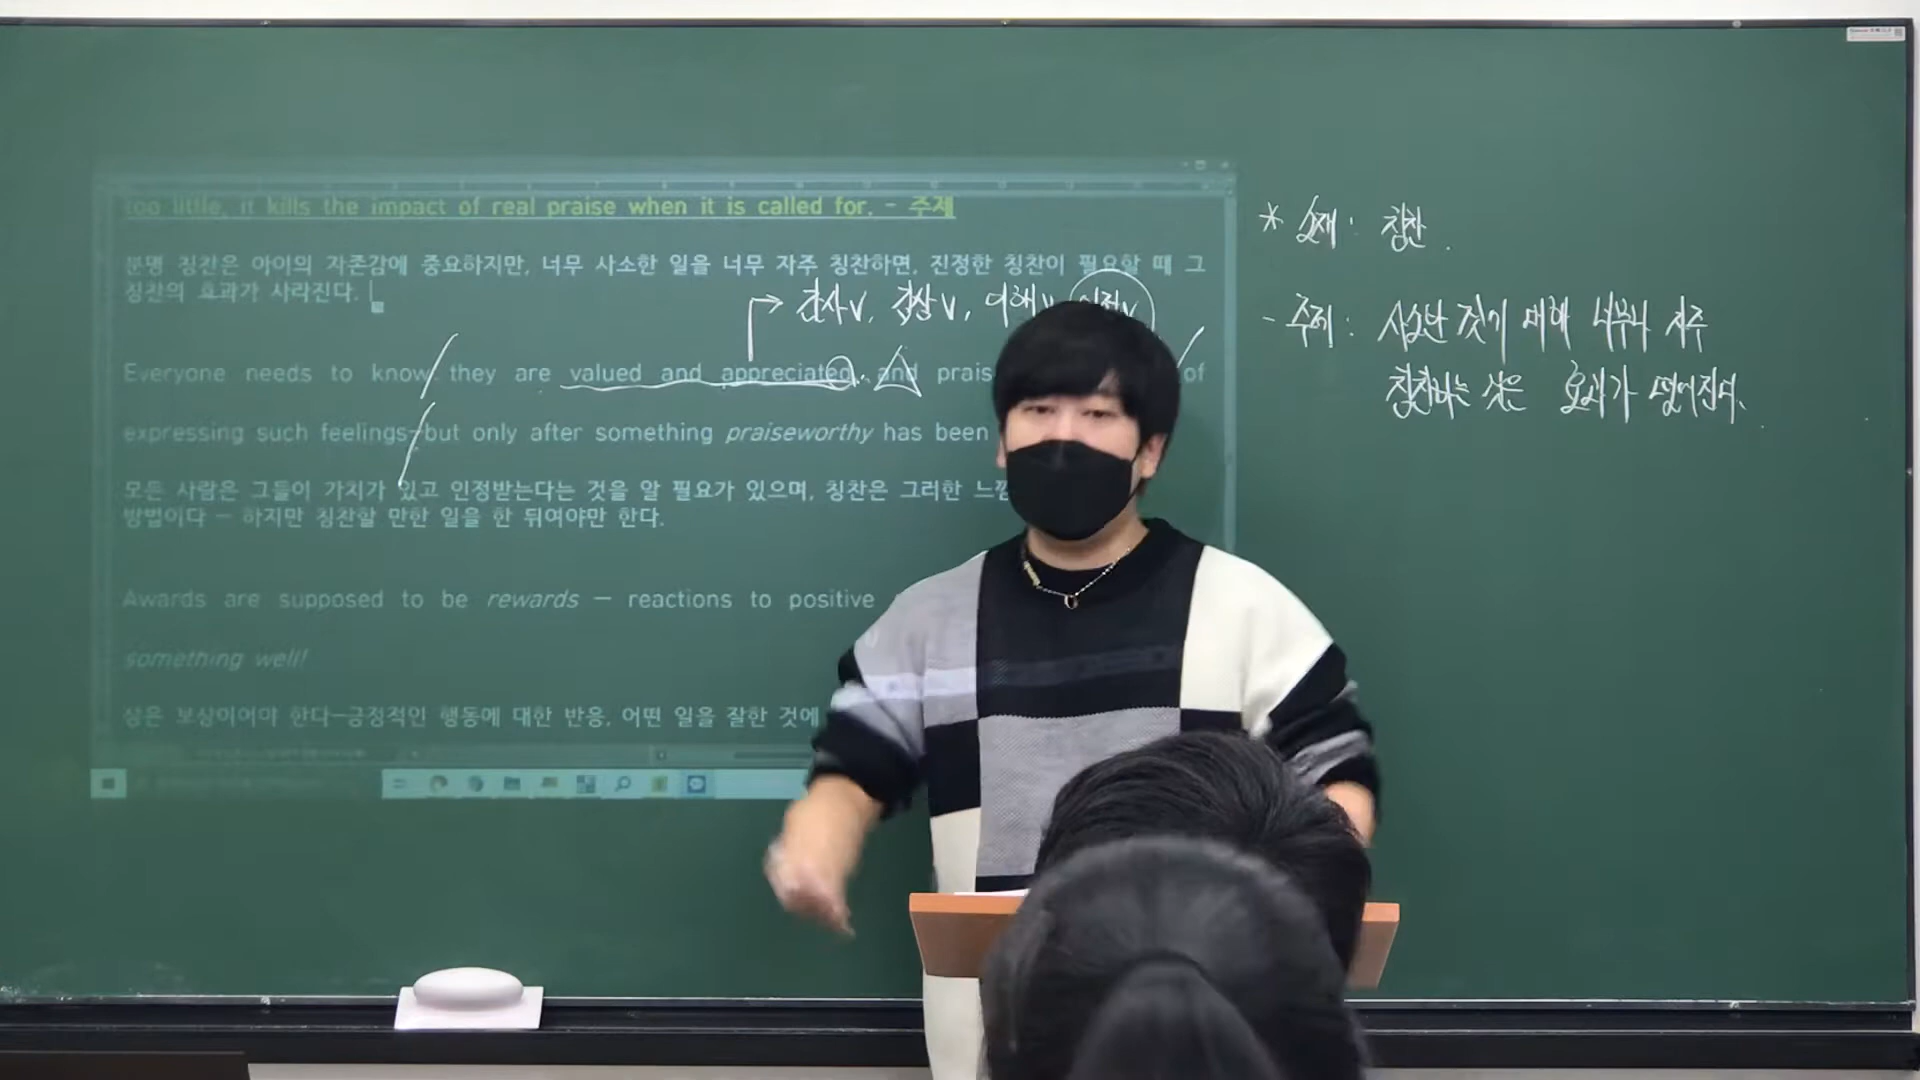 too little, it kills the impact of real praise when it is called for. - 주제
분명 칭찬은 아이의 자존감에 중요하지만, 너무 사소한 일을 너무 자주 칭찬하면, 진정한 칭찬이 필요할 때 그
칭찬의 효과가 사라진다.
감사V, 감상V, 이해V
Everyone needs to know they are valued and appreciated, and prais of
expressing such feelings-but only after something praiseworthy has been
모든 사람은 그들이 가치가 있고 인정받는다는 것을 알 필요가 있으며, 칭찬은 그러한 느낌
방법이다 - 하지만 칭찬할 만한 일을 한 뒤여야만 한다.
Awards are supposed to be rewards - reactions to positive
something well!
상은 보상이어야 한다-긍정적인 행동에 대한 반응, 어떤 일을 잘한 것에
* 소재 : 칭찬.
- 주제 : 사소한 것에 대해 너무나 자주
칭찬하는 것은 효과가 떨어진다.